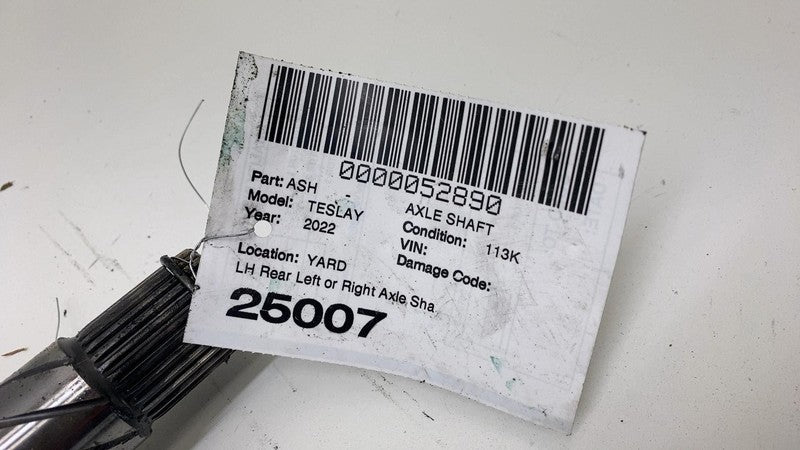 0000052890
Part: ASH AXLE SHAFT
Model: TESLAY Condition: 113K
Year: 2022 VIN:
Damage Code:
Location: YARD
LH Rear Left or Right Axle Sha
25007